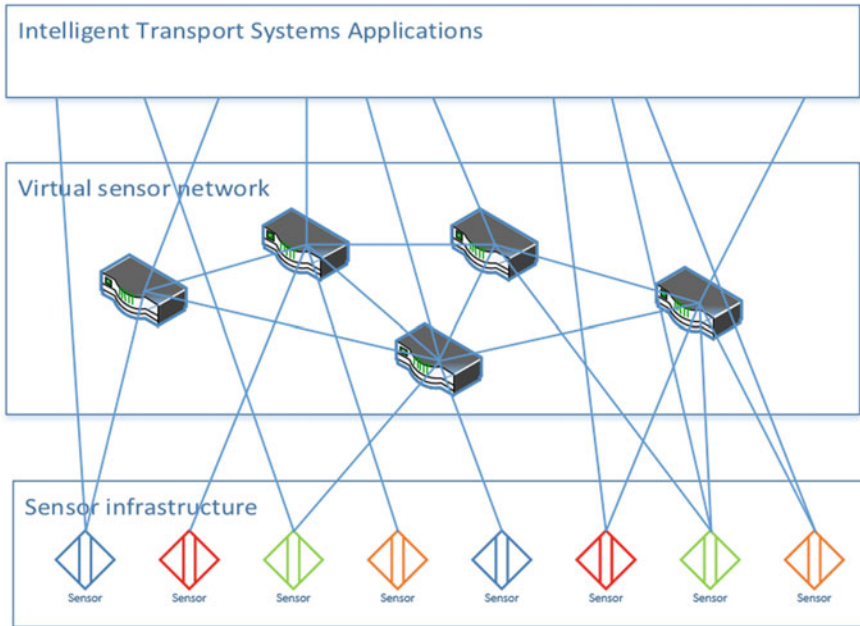 Intelligent Transport Systems Applications
Virtual sensor network
Sensor infrastructure
Sensor
Sensor
Sensor
Sensor
Sensor
Sensor
Sensor
Sensor